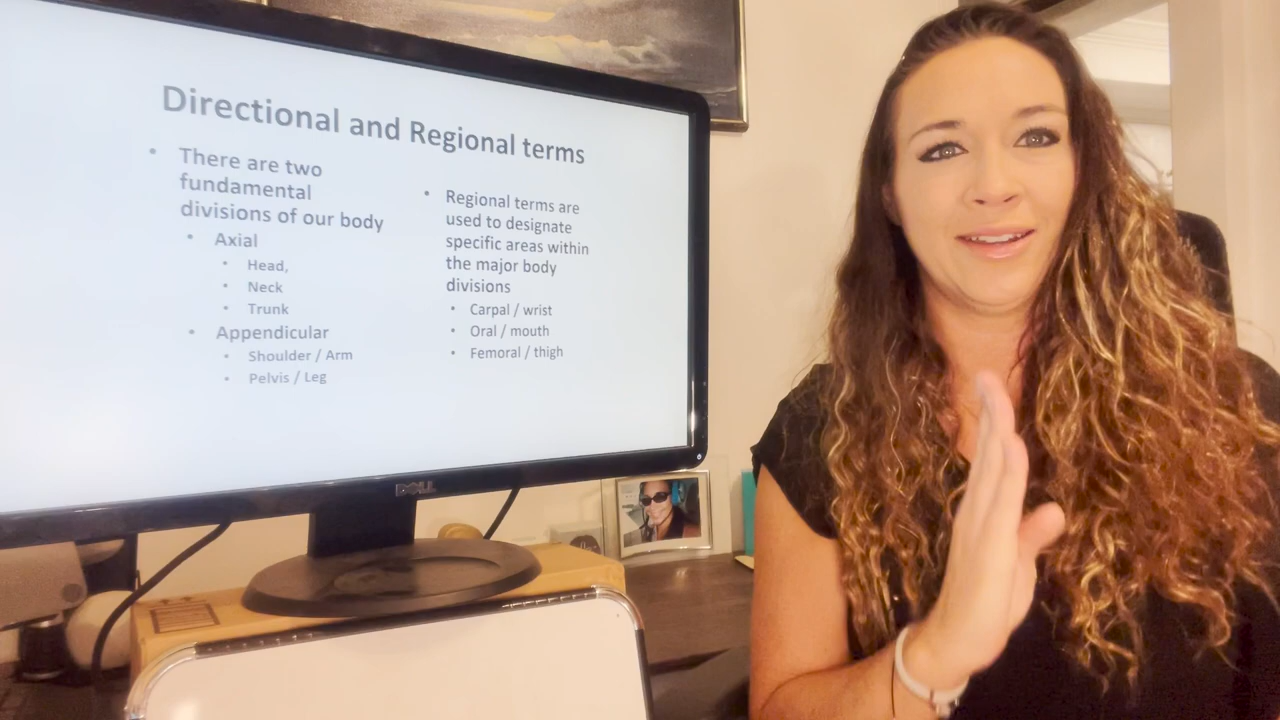 Directional and Regional terms
There are two
fundamental
divisions of our body
Axial
Head,
Neck
Trunk
Appendicular
Shoulder / Arm
Pelvis / Leg
Regional terms are
used to designate
specific areas within
the major body
divisions
Carpal / wrist
Oral / mouth
Femoral / thigh
DELL